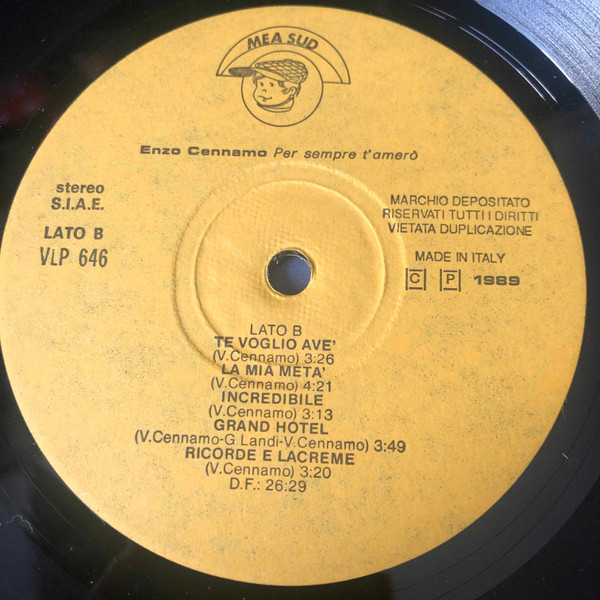 MEA SUD
Enzo Cennamo Per sempre t'amerò
stereo
S.I.A.E.
LATO B
VLP 646
MARCHIO DEPOSITATO
RISERVATI TUTTI I DIRITTI
VIETATA DUPLICAZIONE
MADE IN ITALY
C P 1989
LATO B
TE VOGLIO AVE'
(V.Cennamo) 3:26
LA MIA META'
(V.Cennamo) 4:21
INCREDIBILE
(V.Cennamo) 3:13
GRAND HOTEL
(V.Cennamo-G.Landi-V.Cennamo) 3:49
RICORDE E LACREME
(V.Cennamo) 3:20
D.F.: 26:29